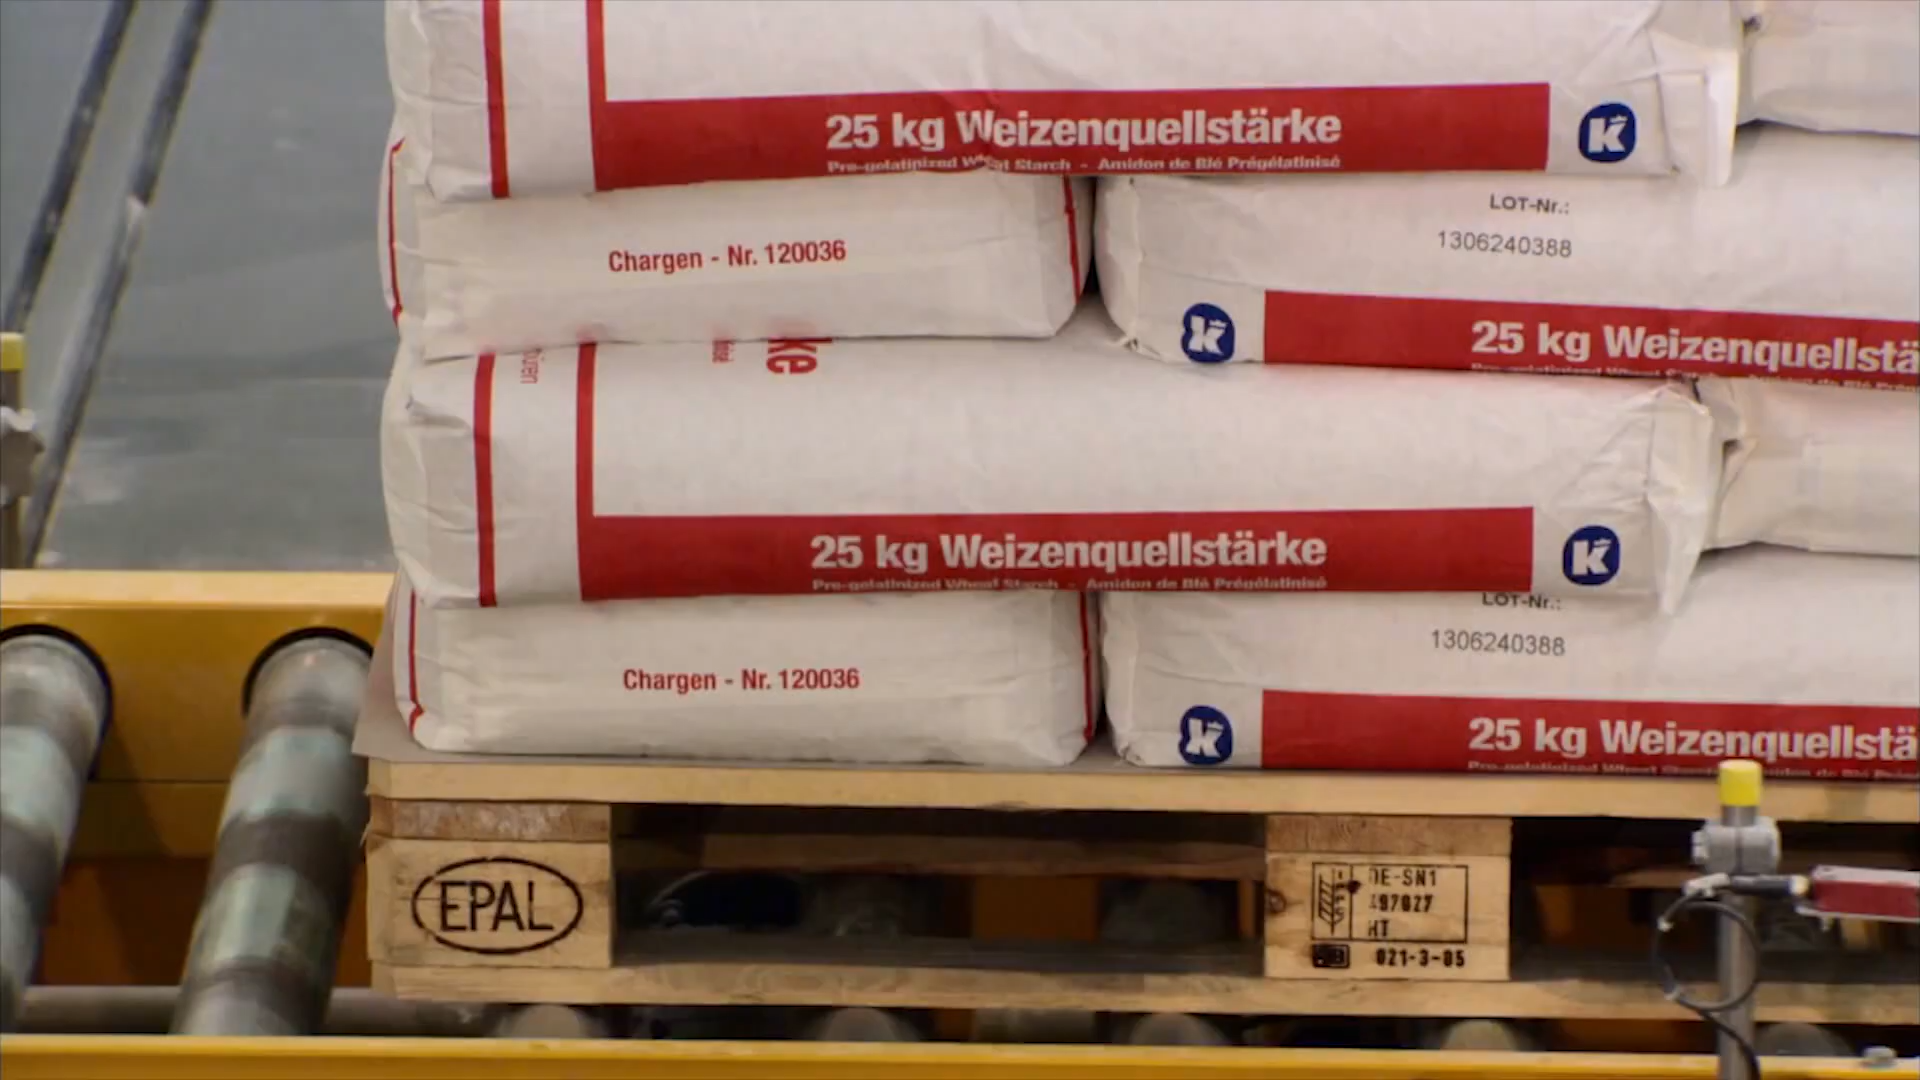 25 kg Weizenquellstärke
Pre-gelatinized Wheat Starch - Amidon de Blé Prégélatinisé
K
Chargen - Nr. 120036
LOT-Nr.:
1306240388
K
25 kg Weizenquellstä
ke
25 kg Weizenquellstärke
Pre-gelatinized Wheat Starch - Amidon de Blé Prégélatinisé
K
Chargen - Nr. 120036
LOT-Nr.:
1306240388
K
25 kg Weizenquellstä
EPAL
DE-SN1
497027
HT
021-3-05